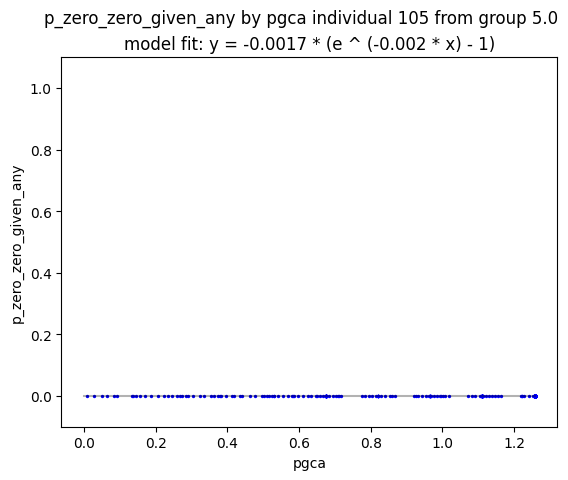 p_zero_zero_given_any by pgca individual 105 from group 5.0
model fit: y = -0.0017 * (e ^ (-0.002 * x) - 1)
1.0
0.8
0.6
0.4
0.2
0.0
p_zero_zero_given_any
0.0 0.2 0.4 0.6 0.8 1.0 1.2
pgca